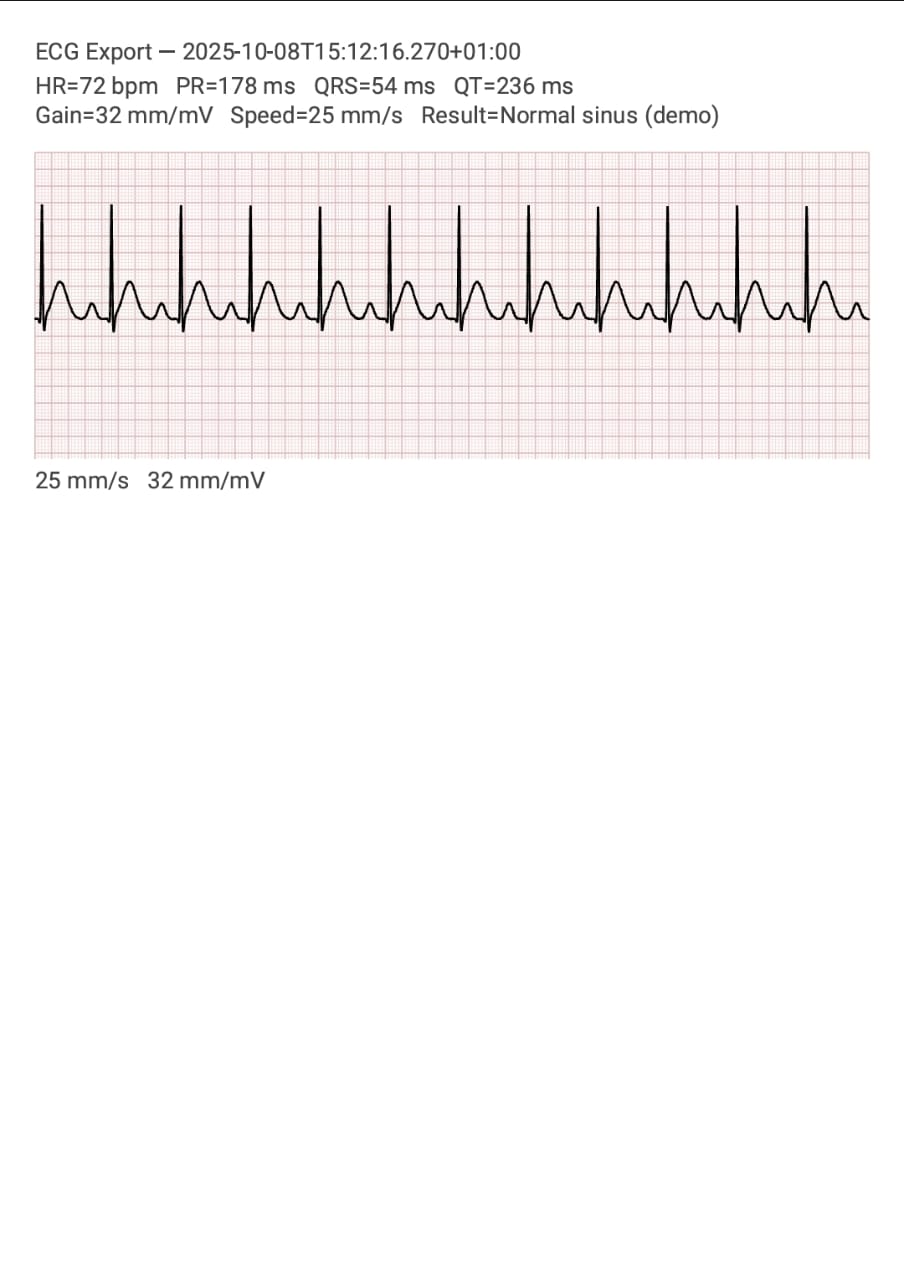 ECG Export — 2025-10-08T15:12:16.270+01:00
HR=72 bpm PR=178 ms QRS=54 ms QT=236 ms
Gain=32 mm/mV Speed=25 mm/s Result=Normal sinus (demo)
25 mm/s 32 mm/mV